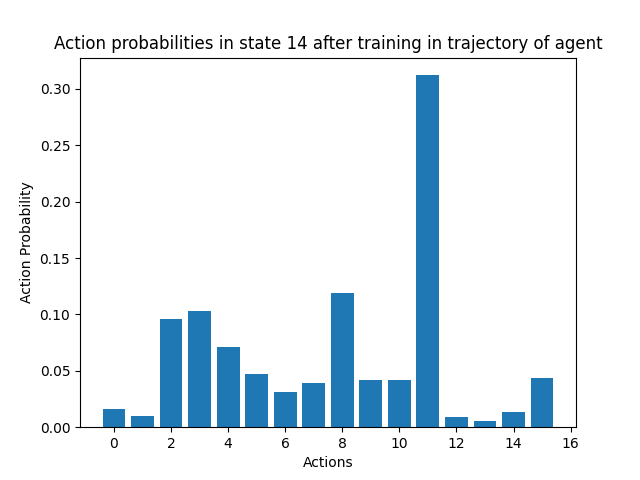 Action probabilities in state 14 after training in trajectory of agent
0.30
0.25
0.20
0.15
0.10
0.05
0.00
Action Probability
0 2 4 6 8 10 12 14 16
Actions